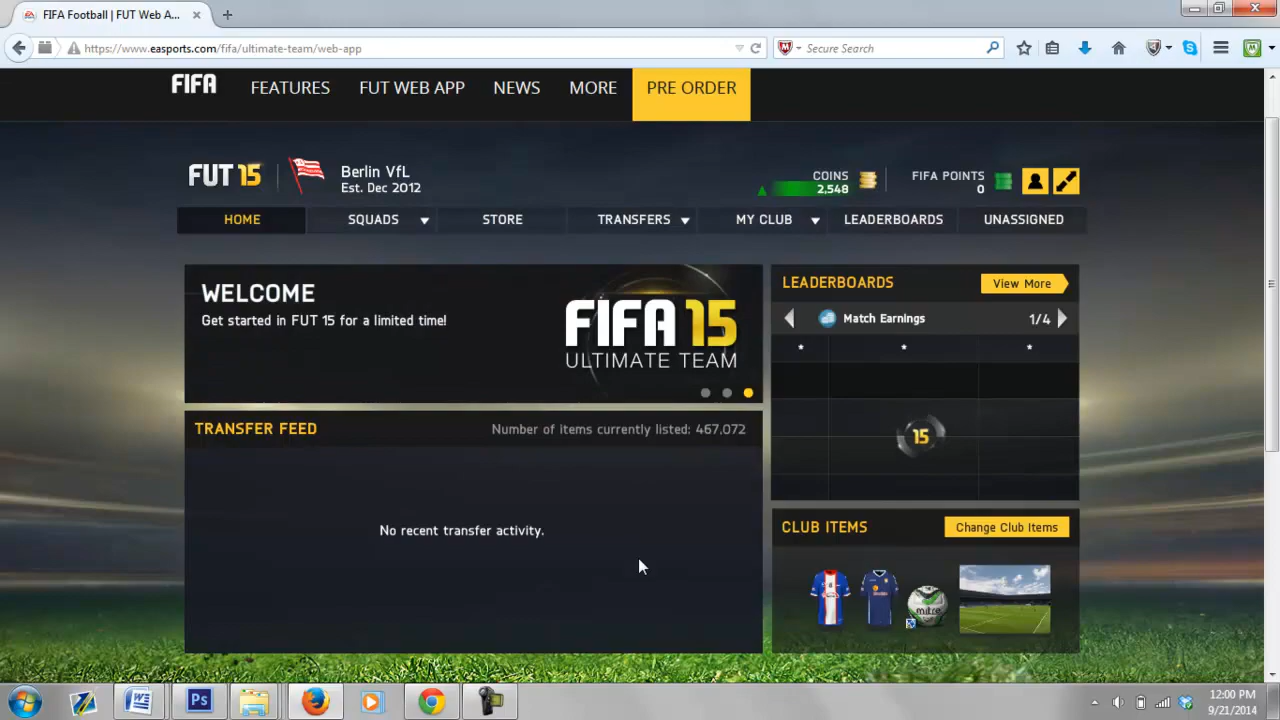 FIFA Football | FUT Web A...
https://www.easports.com/fifa/ultimate-team/web-app
Secure Search
FIFA
FEATURES
FUT WEB APP
NEWS
MORE
PRE ORDER
FUT 15
Berlin VfL
Est. Dec 2012
COINS
2,548
FIFA POINTS
0
HOME
SQUADS
STORE
TRANSFERS
MY CLUB
LEADERBOARDS
UNASSIGNED
WELCOME
Get started in FUT 15 for a limited time!
FIFA 15
ULTIMATE TEAM
LEADERBOARDS
View More
Match Earnings
1/4
* * *
15
TRANSFER FEED
Number of items currently listed: 467,072
No recent transfer activity.
CLUB ITEMS
Change Club Items
mitre
Ps
12:00 PM
9/21/2014